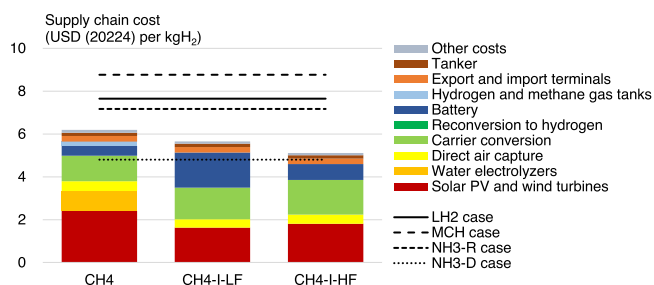 Supply chain cost
(USD (20224) per kgH₂)
10
8
6
4
2
0
CH4
CH4-I-LF
CH4-I-HF
Other costs
Tanker
Export and import terminals
Hydrogen and methane gas tanks
Battery
Reconversion to hydrogen
Carrier conversion
Direct air capture
Water electrolyzers
Solar PV and wind turbines
LH2 case
MCH case
NH3-R case
NH3-D case